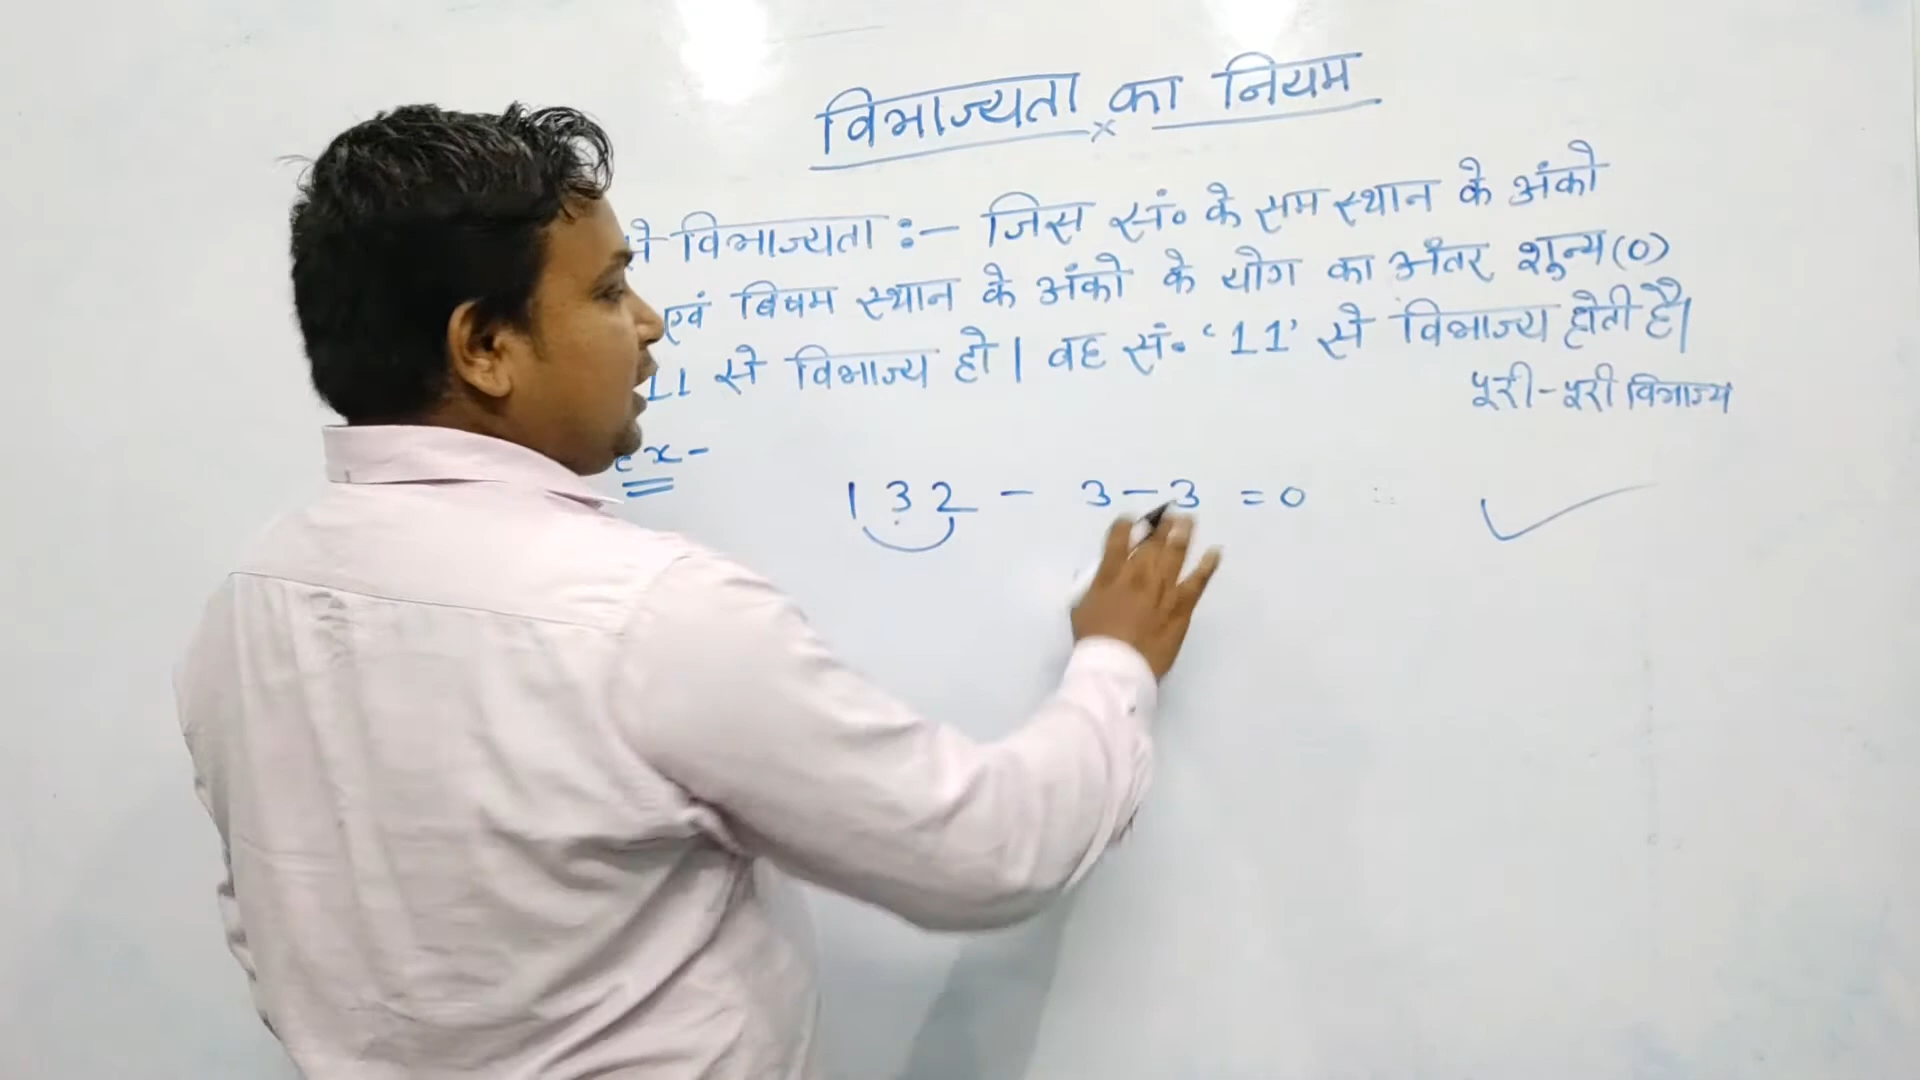 विभाज्यता का नियम
से विभाज्यता :- जिस सं० के सम स्थान के अंको
एवं बिषम स्थान के अंको के योग का अंतर शुन्य (0)
11 से विभाज्य हो। वह सं० '11' से विभाज्य होती है।
पूरी-पूरी विभाज्य
Ex-
132 - 3-3 =0